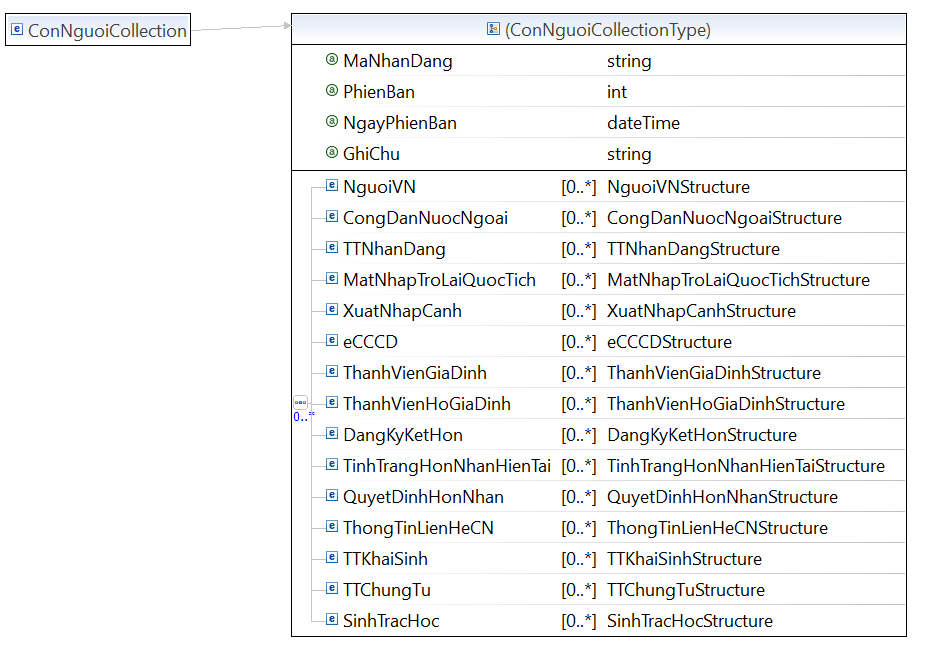 ConNguoiCollection
(ConNguoiCollectionType)
MaNhanDang string
PhienBan int
NgayPhienBan dateTime
GhiChu string
NguoiVN [0..*] NguoiVNStructure
CongDanNuocNgoai [0..*] CongDanNuocNgoaiStructure
TTNhanDang [0..*] TTNhanDangStructure
MatNhapTroLaiQuocTich [0..*] MatNhapTroLaiQuocTichStructure
XuatNhapCanh [0..*] XuatNhapCanhStructure
eCCCD [0..*] eCCCDStructure
ThanhVienGiaDinh [0..*] ThanhVienGiaDinhStructure
0..* ThanhVienHoGiaDinh [0..*] ThanhVienHoGiaDinhStructure
DangKyKetHon [0..*] DangKyKetHonStructure
TinhTrangHonNhanHienTai [0..*] TinhTrangHonNhanHienTaiStructure
QuyetDinhHonNhan [0..*] QuyetDinhHonNhanStructure
ThongTinLienHeCN [0..*] ThongTinLienHeCNStructure
TTKhaiSinh [0..*] TTKhaiSinhStructure
TTChungTu [0..*] TTChungTuStructure
SinhTracHoc [0..*] SinhTracHocStructure